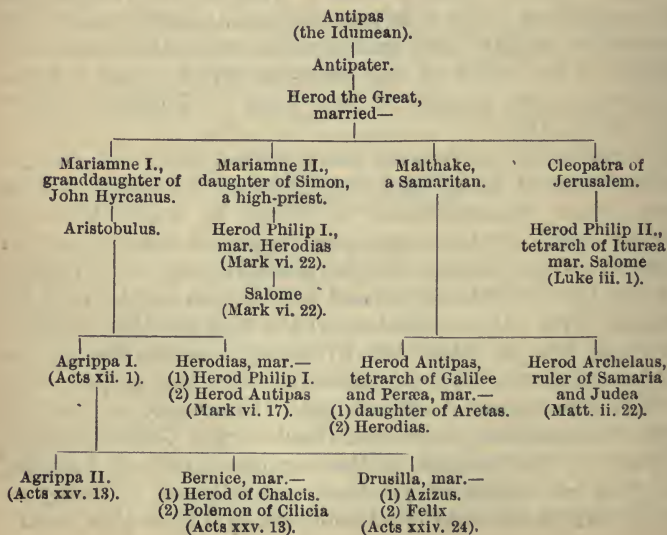 Antipas
(the Idumean).
Antipater.
Herod the Great,
married—
Mariamne I.,
granddaughter of
John Hyrcanus.
Aristobulus.
Mariamne II.,
daughter of Simon,
a high-priest.
Herod Philip I.,
mar. Herodias
(Mark vi. 22).
Salome
(Mark vi. 22).
Malthake,
a Samaritan.
Cleopatra of
Jerusalem.
Herod Philip II.,
tetrarch of Ituræa
mar. Salome
(Luke iii. 1).
Agrippa I.
(Acts xii. 1).
Herodias, mar.—
(1) Herod Philip I.
(2) Herod Autipas
(Mark vi. 17).
Herod Antipas,
tetrarch of Galilee
and Peræa, mar.—
(1) daughter of Aretas.
(2) Herodias.
Herod Archelaus,
ruler of Samaria
and Judea
(Matt. ii. 22).
Agrippa II.
(Acts xxv. 13).
Bernice, mar.—
(1) Herod of Chalcis.
(2) Polemon of Cilicia
(Acts xxv. 13).
Drusilla, mar.—
(1) Azizus.
(2) Felix
(Acts xxiv. 24).